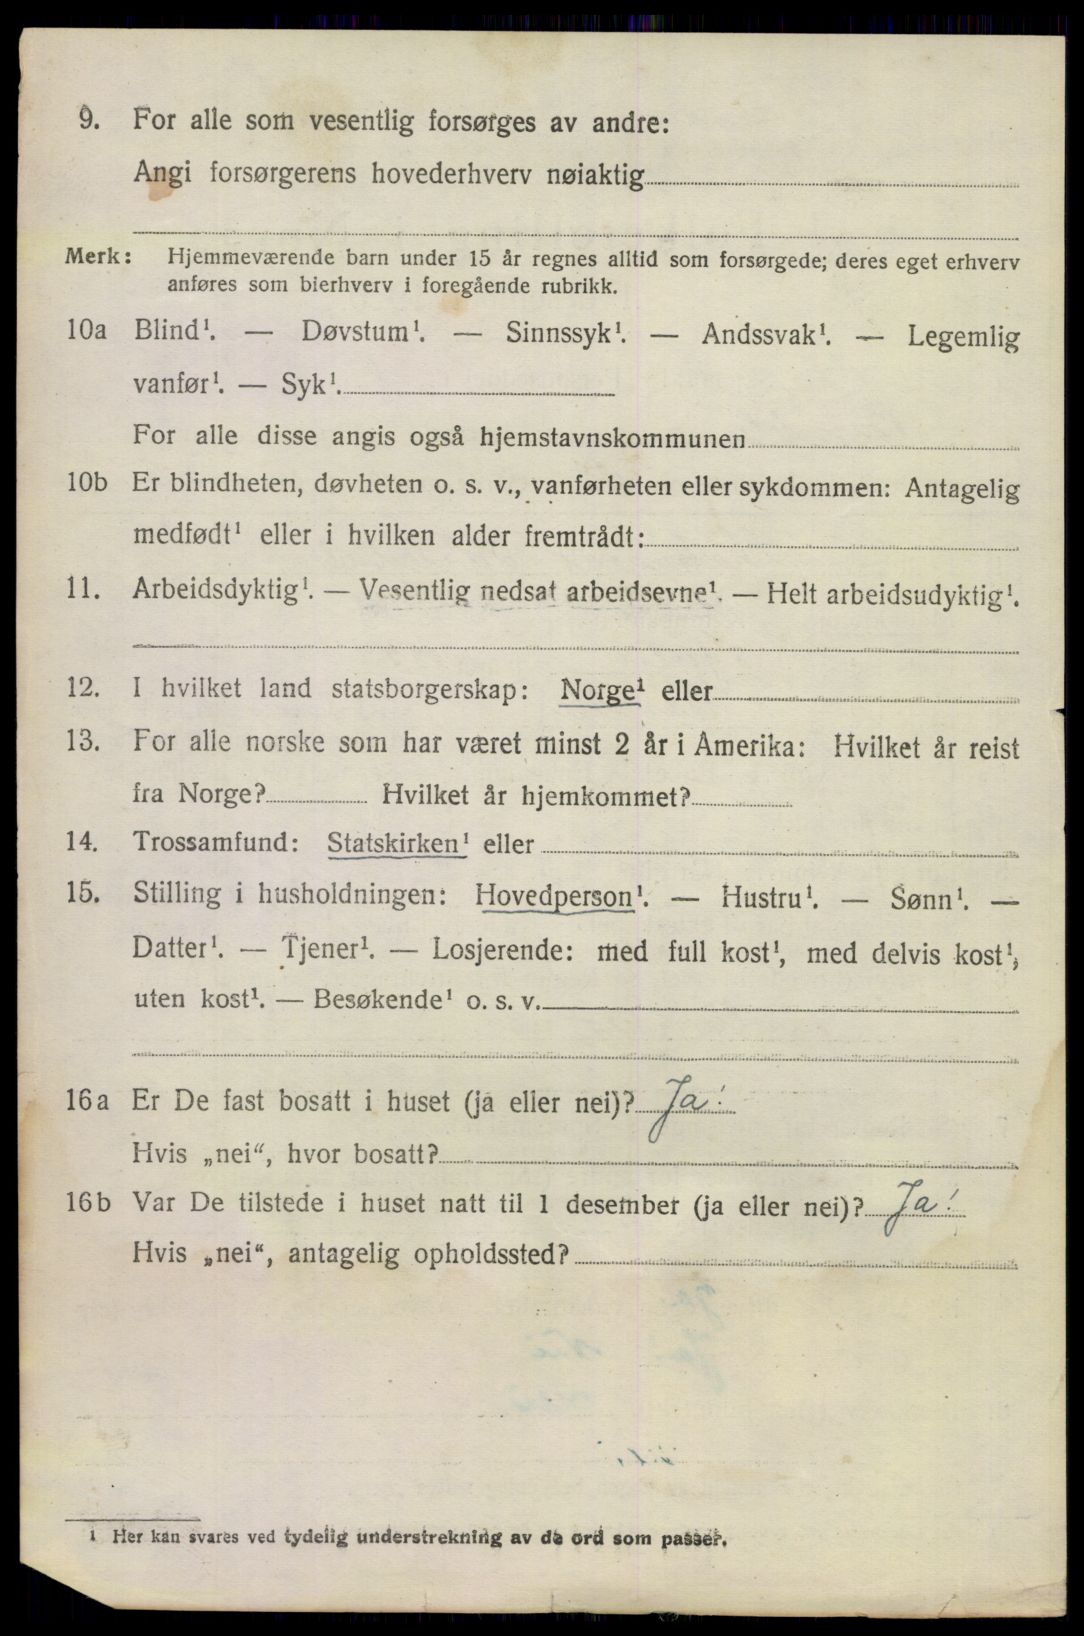 9. For alle som vesentlig forsørges av andre:
Angi forsørgerens hovederhverv nøiaktig
Merk: Hjemmeværende barn under 15 år regnes alltid som forsørgede; deres eget erhverv
anføres som bierhverv i foregående rubrikk.
10a Blind¹. — Døvstum¹. — Sinnssyk¹. — Andssvak¹. — Legemlig
vanfør¹. — Syk¹.
For alle disse angis også hjemstavnskommunen
10b Er blindheten, døvheten o. s. v., vanførheten eller sykdommen: Antagelig
medfødt¹ eller i hvilken alder fremtrådt:
11. Arbeidsdyktig¹. — Vesentlig nedsat arbeidsevne¹. — Helt arbeidsudyktig¹.
12. I hvilket land statsborgerskap: Norge¹ eller
13. For alle norske som har været minst 2 år i Amerika: Hvilket år reist
fra Norge? Hvilket år hjemkommet?
14. Trossamfund: Statskirken¹ eller
15. Stilling i husholdningen: Hovedperson¹. — Hustru¹. — Sønn¹. —
Datter¹. — Tjener¹. — Losjerende: med full kost¹, med delvis kost¹,
uten kost¹. — Besøkende¹ o. s. v.
16a Er De fast bosatt i huset (ja eller nei)? Ja!
Hvis „nei“, hvor bosatt?
16b Var De tilstede i huset natt til 1 desember (ja eller nei)? Ja!
Hvis „nei“, antagelig opholdssted?
1 Her kan svares ved tydelig understrekning av de ord som passer.